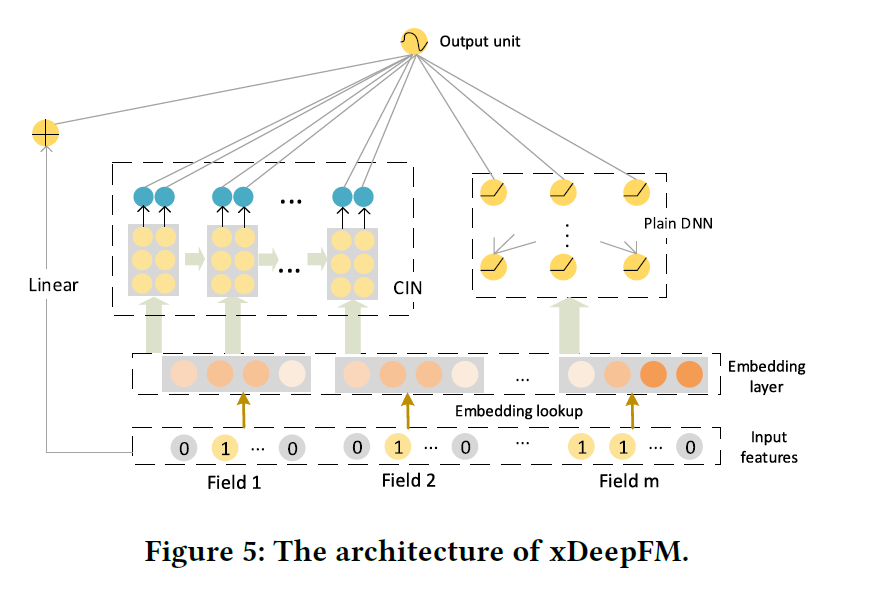 Output unit
Plain DNN
...
Linear
...
CIN
...
Embedding
layer
Embedding lookup
0 1 ... 0 0 1 ... 0 ... 1 1 ... 0
Input
features
Field 1 Field 2 Field m
Figure 5: The architecture of xDeepFM.